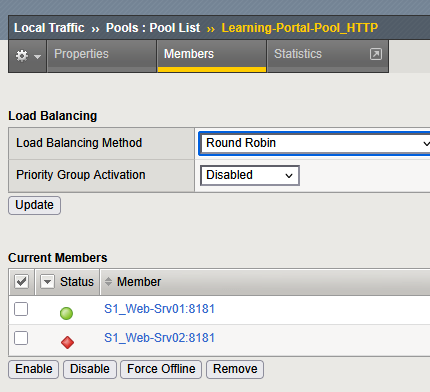 Local Traffic ›› Pools : Pool List ›› Learning-Portal-Pool_HTTP
Properties Members Statistics
Load Balancing
Load Balancing Method Round Robin
Priority Group Activation Disabled
Update
Current Members
Status Member
S1_Web-Srv01:8181
S1_Web-Srv02:8181
Enable Disable Force Offline Remove